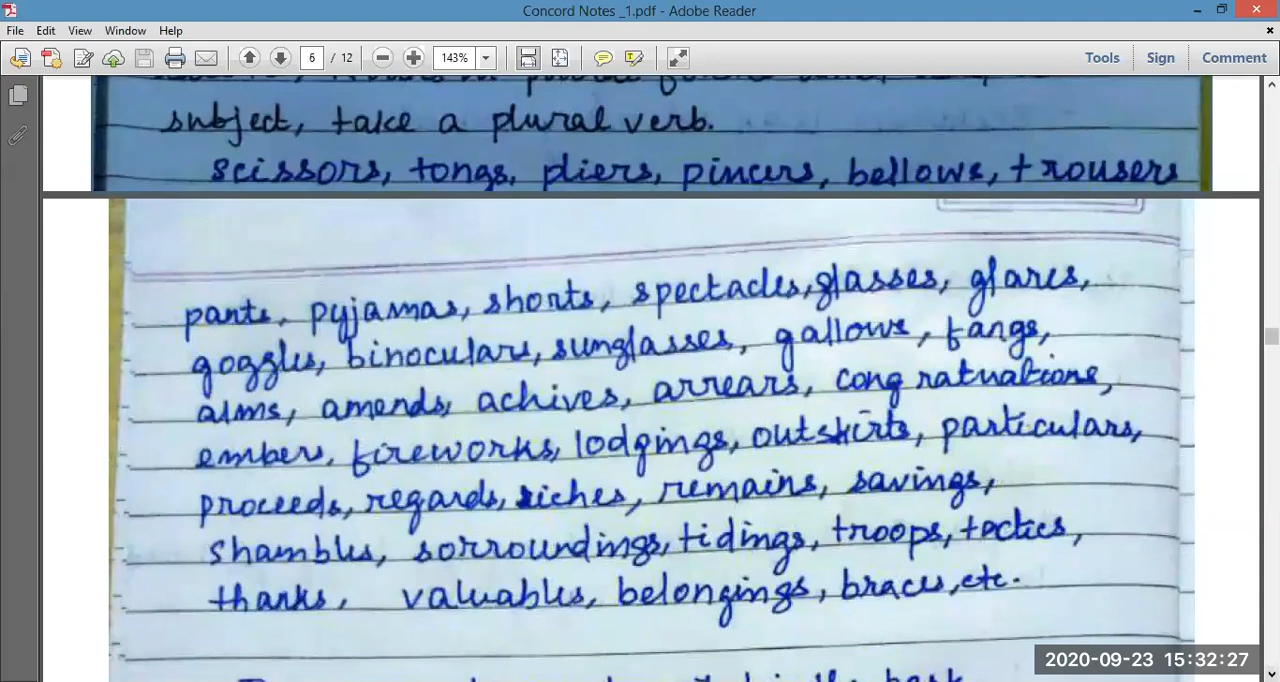 Concord Notes _1.pdf - Adobe Reader
File Edit View Window Help
6 / 12 143% Tools Sign Comment
subject, take a plural verb.
scissors, tongs, pliers, pincers, bellows, trousers
pants, pyjamas, shorts, spectacles, glasses, glares,
goggles, binoculars, sunglasses, gallows, fangs,
alms, amends, achives, arrears, congratuations,
embers, fireworks, lodgings, outskirts, particulars,
proceeds, regards, riches, remains, savings,
shambles, sorroundings, tidings, troops, tactics,
thanks, valuables, belongings, braces, etc.
2020-09-23 15:32:27